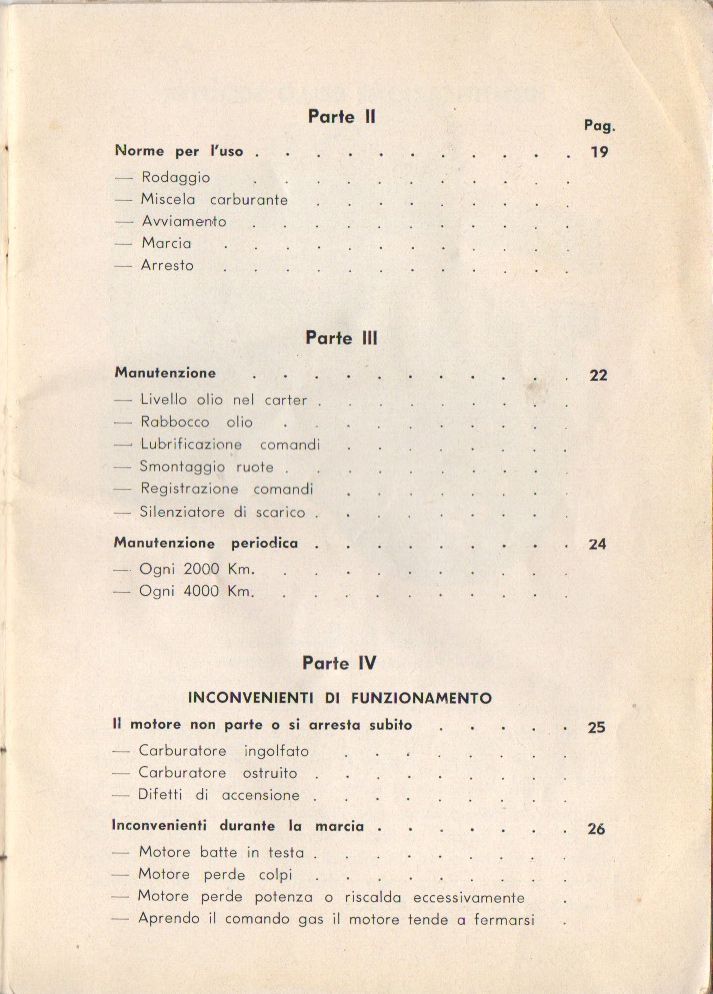 Parte II
Pag.
Norme per l'uso . . . . . . . . . . . 19
— Rodaggio . . . . . . . . . . .
— Miscela carburante . . . . . . . . .
— Avviamento . . . . . . . . . . .
— Marcia . . . . . . . . . . . .
— Arresto . . . . . . . . . . . .
Parte III
Manutenzione . . . . . . . . . . . 22
— Livello olio nel carter . . . . . . . . .
— Rabbocco olio . . . . . . . . . .
— Lubrificazione comandi . . . . . . . .
— Smontaggio ruote . . . . . . . . . .
— Registrazione comandi . . . . . . . .
— Silenziatore di scarico . . . . . . . . .
Manutenzione periodica . . . . . . . . . 24
— Ogni 2000 Km. . . . . . . . . . .
— Ogni 4000 Km. . . . . . . . . . .
Parte IV
INCONVENIENTI DI FUNZIONAMENTO
Il motore non parte o si arresta subito . . . . . 25
— Carburatore ingolfato . . . . . . . .
— Carburatore ostruito . . . . . . . . .
— Difetti di accensione . . . . . . . . .
Inconvenienti durante la marcia . . . . . . . 26
— Motore batte in testa . . . . . . . . .
— Motore perde colpi . . . . . . . . .
— Motore perde potenza o riscalda eccessivamente .
— Aprendo il comando gas il motore tende a fermarsi .